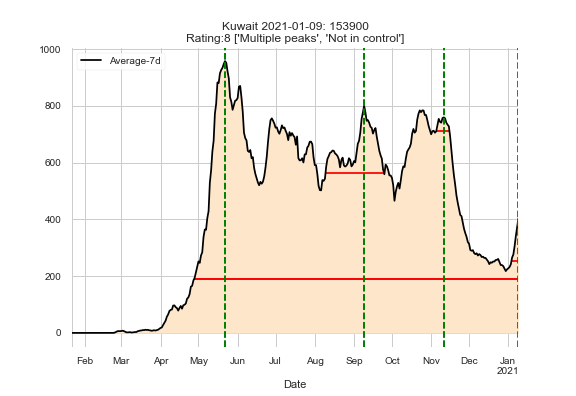 Kuwait 2021-01-09: 153900
Rating:8 ['Multiple peaks', 'Not in control']
Average-7d
1000
800
600
400
200
0
Feb Mar Apr May Jun Jul Aug Sep Oct Nov Dec Jan
2021
Date